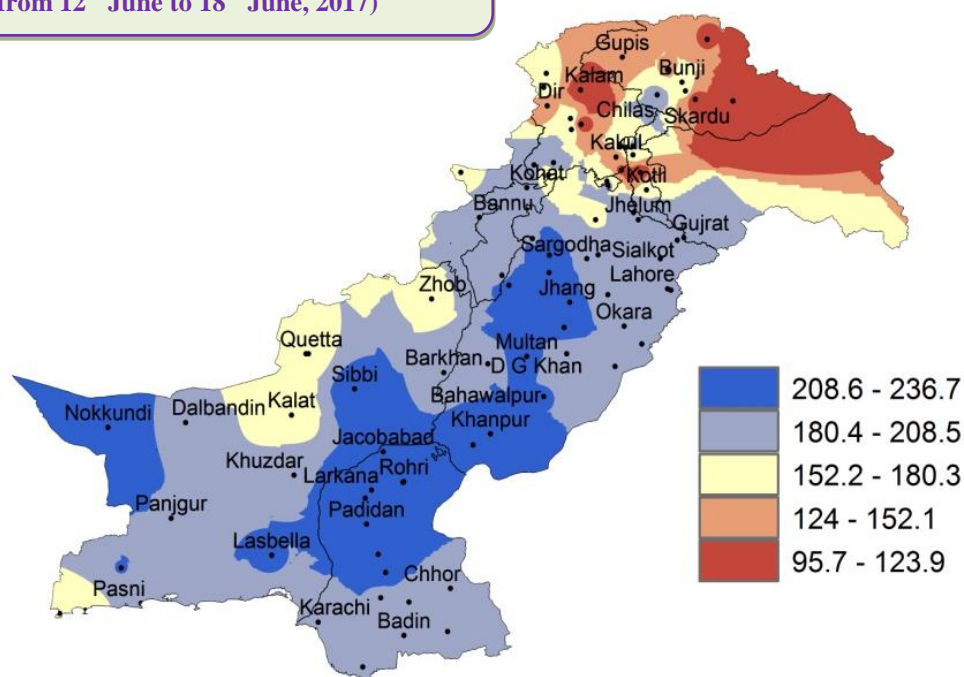 from 12 June to 18 June, 2017)
Gupis
Bunji
Kalam
Dir
Chilas
Skardu
Kakul
Kohat
Kotli
Bannu
Jhelum
Gujrat
Sargodha
Sialkot
Lahore
Zhob
Jhang
Okara
Quetta
Multan
Barkhan
D G Khan
Sibbi
Bahawalpur
Nokkundi
Dalbandin
Kalat
Khanpur
Jacobabad
Khuzdar
Rohri
Larkana
Panjgur
Padidan
Lasbella
Chhor
Pasni
Karachi
Badin
208.6 - 236.7
180.4 - 208.5
152.2 - 180.3
124 - 152.1
95.7 - 123.9